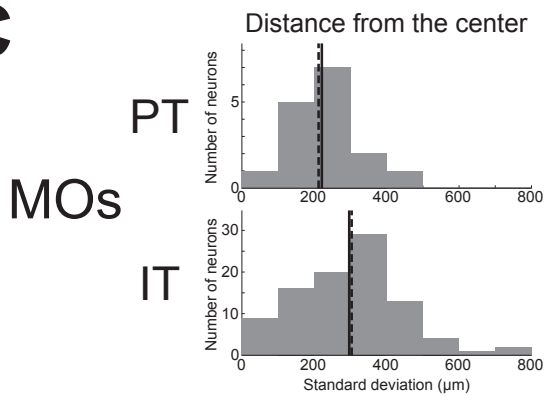 C
Distance from the center
MOs
PT
Number of neurons
5
0
0 200 400 600 800
IT
Number of neurons
30
20
10
0
0 200 400 600 800
Standard deviation (μm)